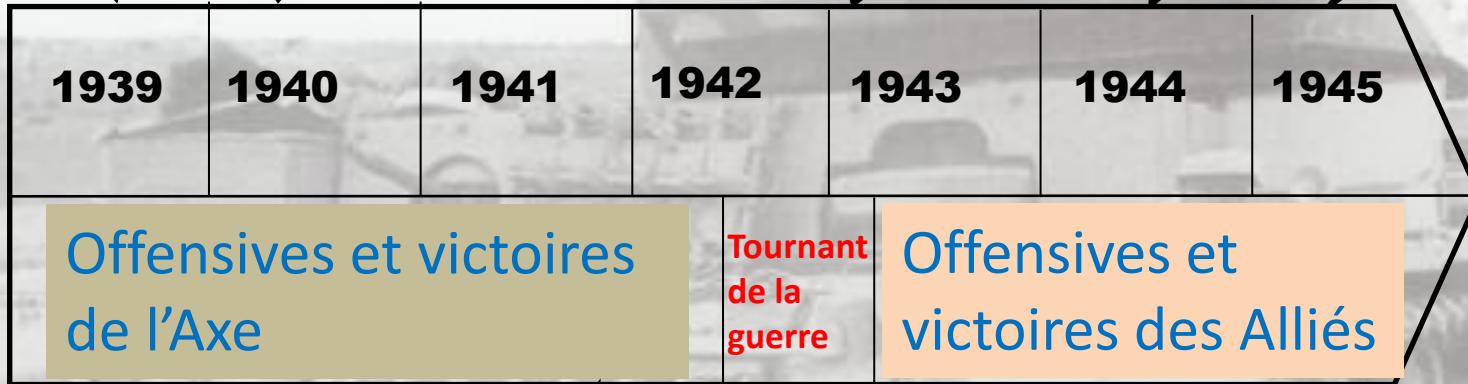 1939 1940 1941 1942 1943 1944 1945
Offensives et victoires
de l’Axe
Tournant
de la
guerre
Offensives et
victoires des Alliés